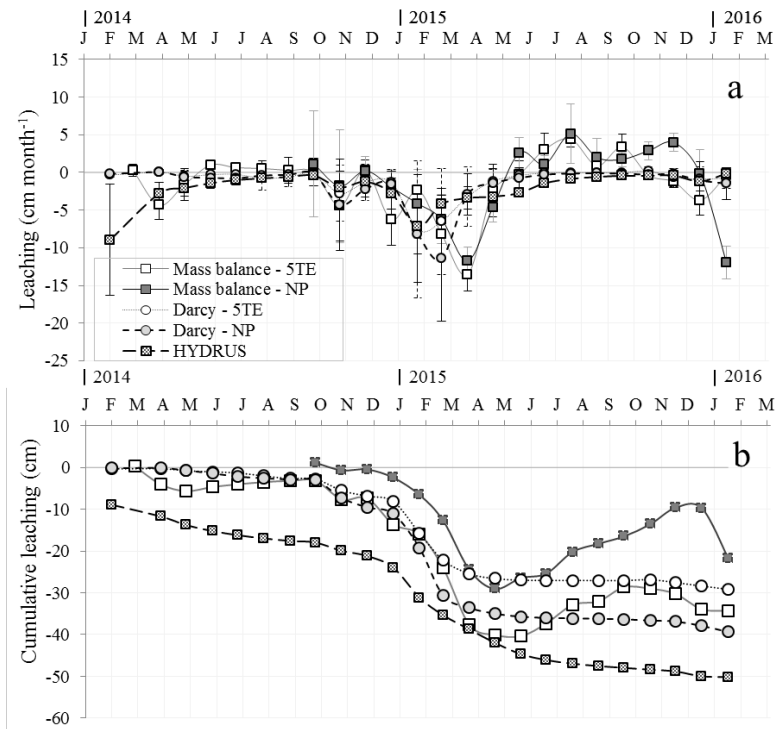 | 2014 | 2015 | 2016
J F M A M J J A S O N D J F M A M J J A S O N D J F M
15
10
5
0
-5
-10
-15
-20
-25
Leaching (cm month⁻¹)
a
Mass balance - 5TE
Mass balance - NP
Darcy - 5TE
Darcy - NP
HYDRUS
| 2014 | 2015 | 2016
J F M A M J J A S O N D J F M A M J J A S O N D J F M
10
0
-10
-20
-30
-40
-50
-60
Cumulative leaching (cm)
b